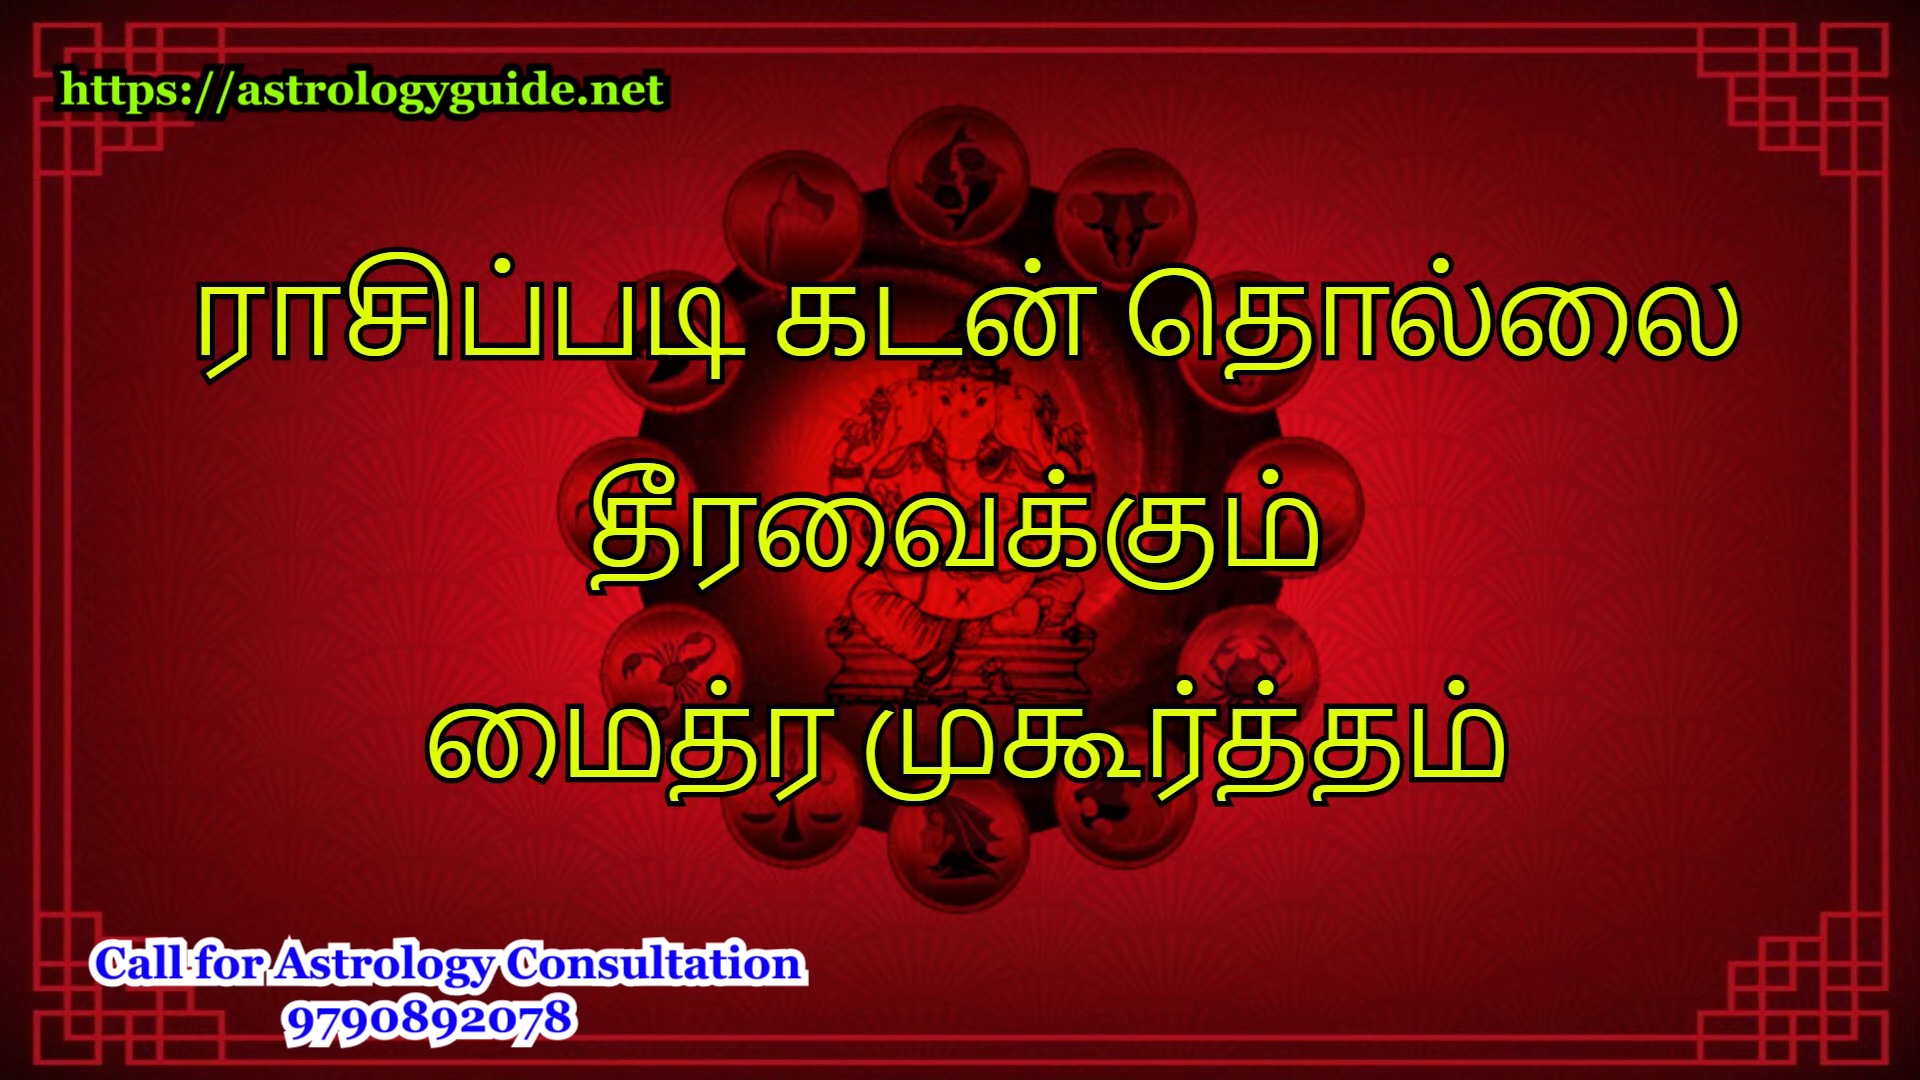 https://astrologyguide.net
ராசிப்படி கடன் தொல்லை
தீரவைக்கும்
மைத்ர முகூர்த்தம்
Call for Astrology Consultation
9790892078